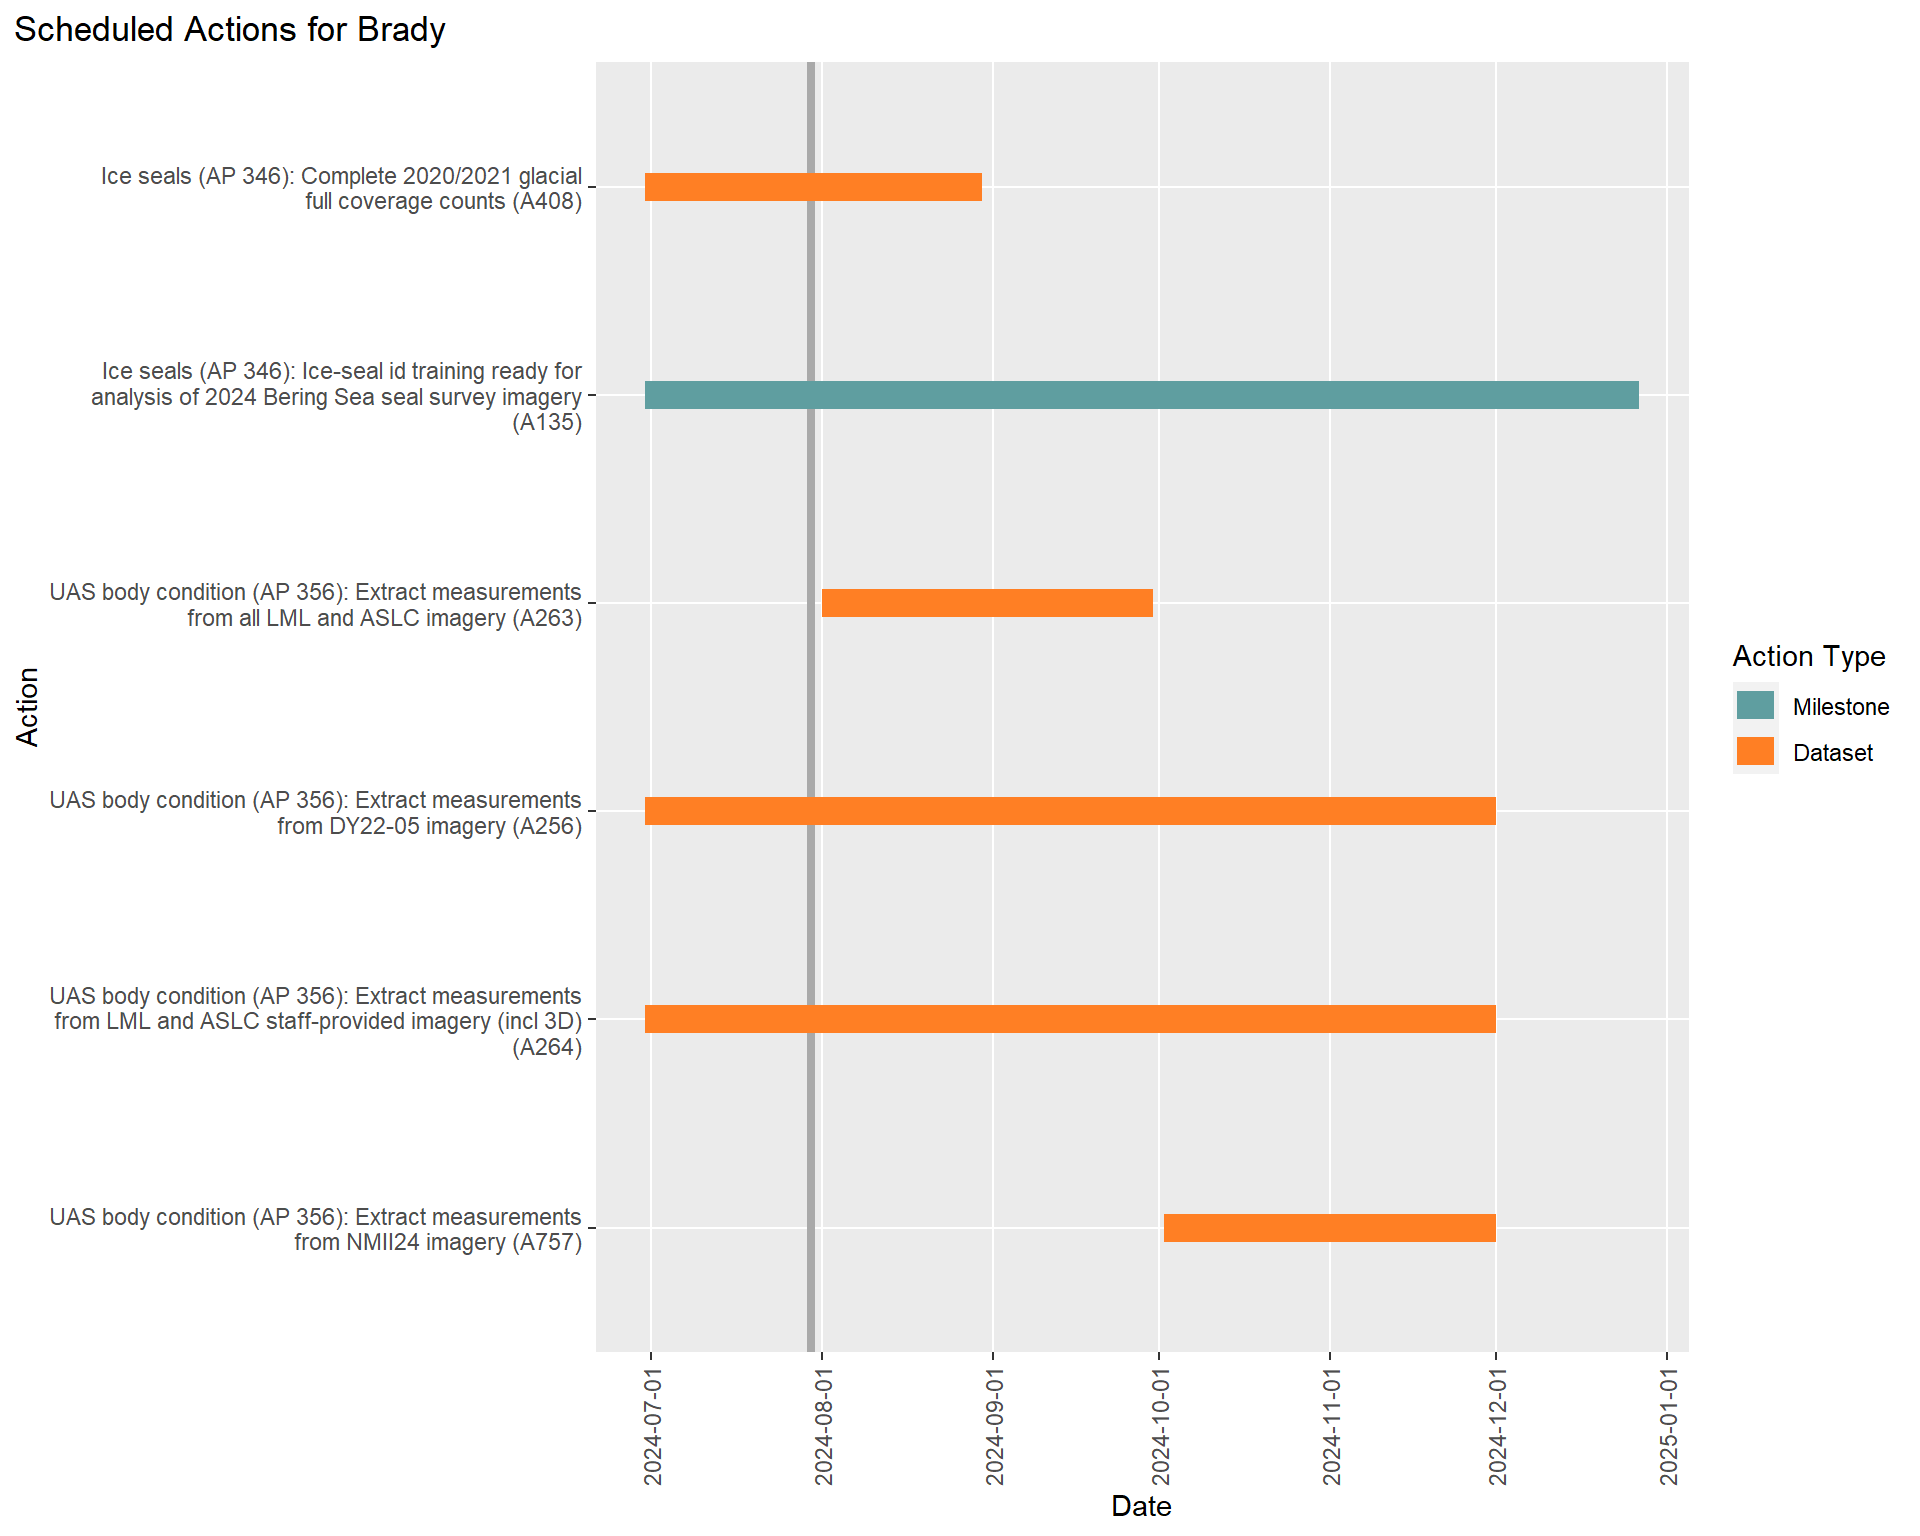 Scheduled Actions for Brady
Ice seals (AP 346): Complete 2020/2021 glacial
full coverage counts (A408)
Ice seals (AP 346): Ice-seal id training ready for
analysis of 2024 Bering Sea seal survey imagery
(A135)
UAS body condition (AP 356): Extract measurements
from all LML and ASLC imagery (A263)
UAS body condition (AP 356): Extract measurements
from DY22-05 imagery (A256)
UAS body condition (AP 356): Extract measurements
from LML and ASLC staff-provided imagery (incl 3D)
(A264)
UAS body condition (AP 356): Extract measurements
from NMII24 imagery (A757)
Action
2024-07-01
2024-08-01
2024-09-01
2024-10-01
2024-11-01
2024-12-01
2025-01-01
Date
Action Type
Milestone
Dataset